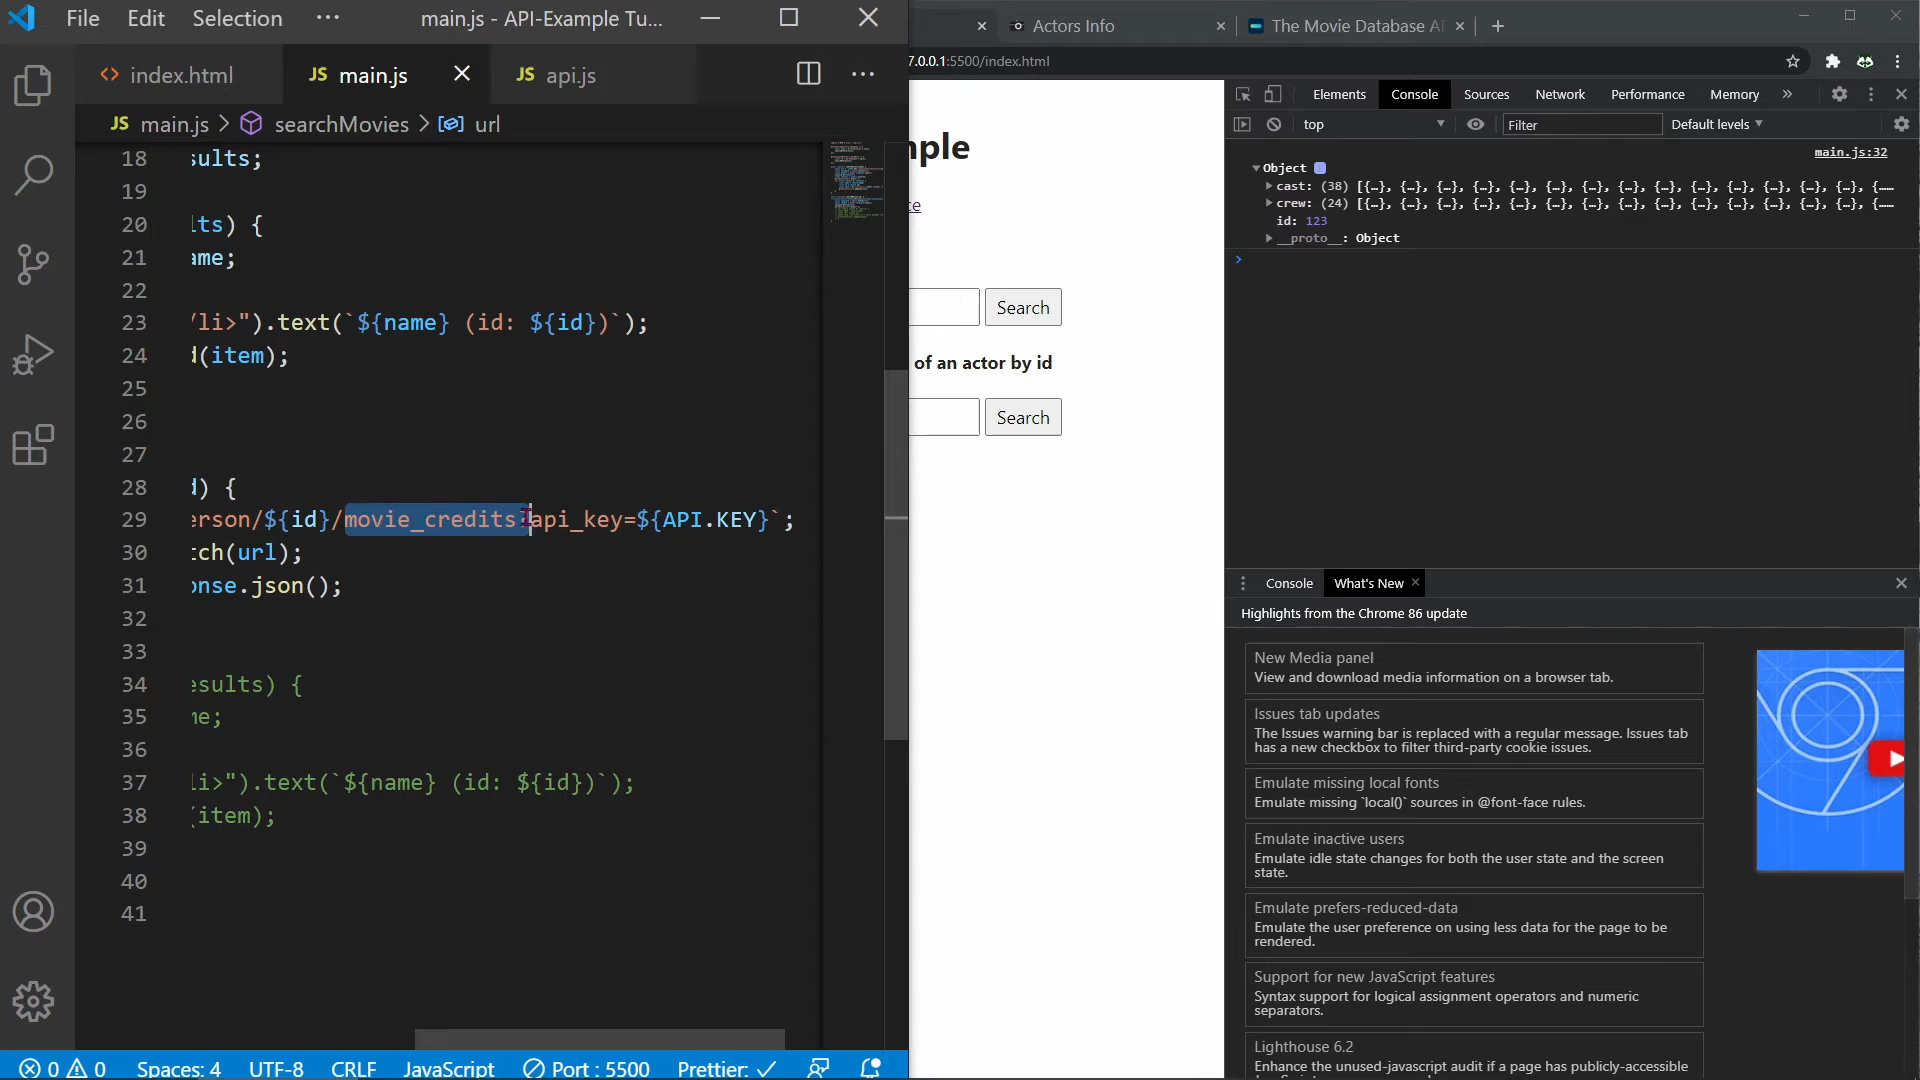 File Edit Selection ··· main.js - API-Example Tu...
index.html JS main.js JS api.js
JS main.js > searchMovies > url
18 sults;
19
20 lts) {
21 ame;
22
23 /li>").text(`${name} (id: ${id})`);
24 d(item);
25
26
27
28 d) {
29 erson/${id}/movie_credits?api_key=${API.KEY}`;
30 tch(url);
31 onse.json();
32
33
34 esults) {
35 me;
36
37 li>").text(`${name} (id: ${id})`);
38 (item);
39
40
41
0 0 Spaces: 4 UTF-8 CRLF JavaScript Port : 5500 Prettier: ✓
Actors Info The Movie Database AP
7.0.0.1:5500/index.html
mple
ce
Search
of an actor by id
Search
Elements Console Sources Network Performance Memory »
top Filter Default levels
main.js:32
Object i
cast: (38) [{…}, {…}, {…}, {…}, {…}, {…}, {…}, {…}, {…}, {…}, {…}, {…}, {…}, {…}, {……
crew: (24) [{…}, {…}, {…}, {…}, {…}, {…}, {…}, {…}, {…}, {…}, {…}, {…}, {…}, {…}, {……
id: 123
__proto__: Object
Console What's New
Highlights from the Chrome 86 update
New Media panel
View and download media information on a browser tab.
Issues tab updates
The Issues warning bar is replaced with a regular message. Issues tab
has a new checkbox to filter third-party cookie issues.
Emulate missing local fonts
Emulate missing `local()` sources in @font-face rules.
Emulate inactive users
Emulate idle state changes for both the user state and the screen
state.
Emulate prefers-reduced-data
Emulate the user preference on using less data for the page to be
rendered.
Support for new JavaScript features
Syntax support for logical assignment operators and numeric
separators.
Lighthouse 6.2
Enhance the unused-javascript audit if a page has publicly-accessible